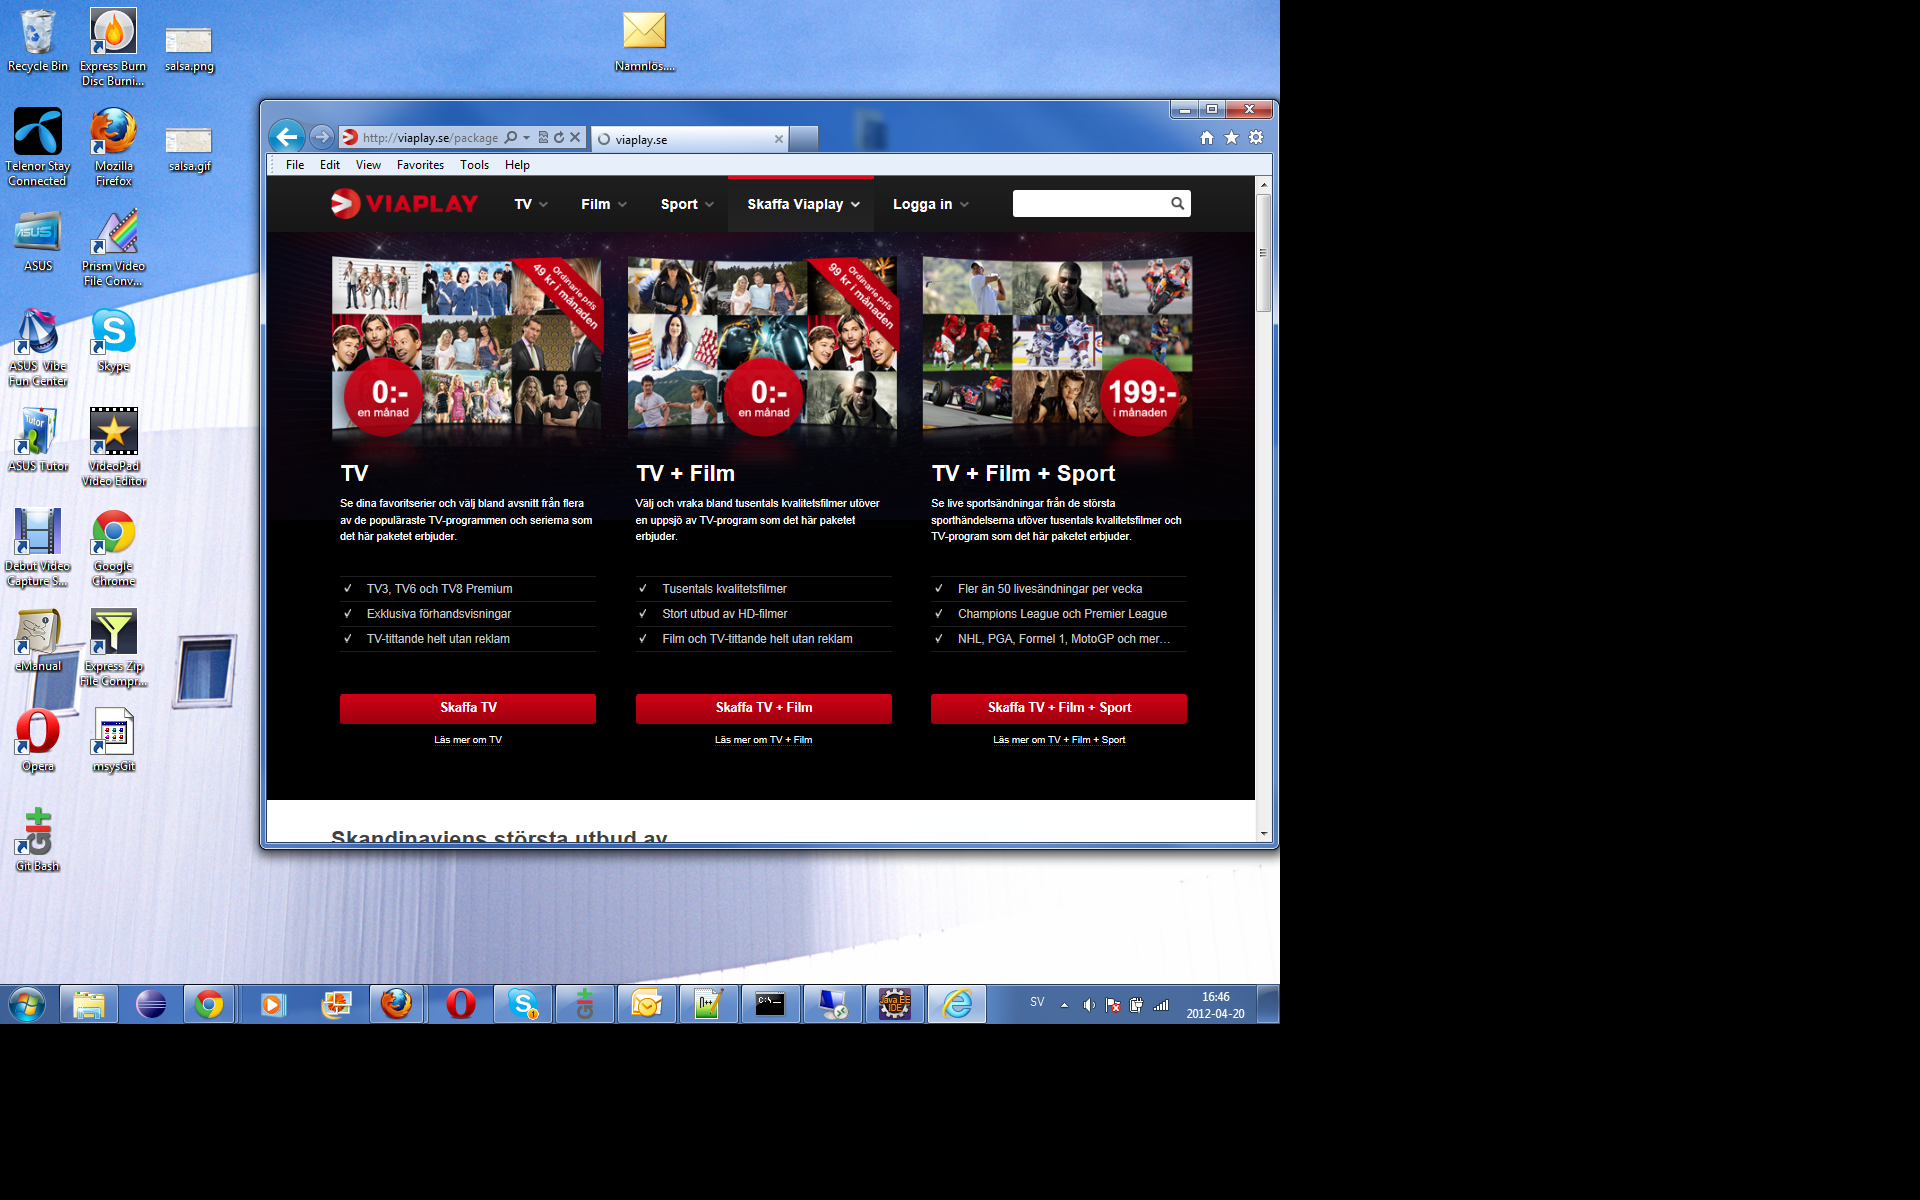 Recycle Bin
Express Burn
Disc Burni...
salsa.png
Namnlös....
Telenor Stay
Connected
Mozilla
Firefox
salsa.gif
ASUS
ASUS
Prism Video
File Conv...
ASUS Vibe
Fun Center
Skype
Tutor
ASUS Tutor
VideoPad
Video Editor
Debut Video
Capture S...
Google
Chrome
eManual
Express Zip
File Compr...
Opera
msysGit
Git Bash
http://viaplay.se/package
viaplay.se
File Edit View Favorites Tools Help
VIAPLAY TV Film Sport Skaffa Viaplay Logga in
Ordinarie pris
49 kr i månaden
0:-
en månad
Ordinarie pris
99 kr i månaden
0:-
en månad
199:-
i månaden
TV
Se dina favoritserier och välj bland avsnitt från flera
av de populäraste TV-programmen och serierna som
det här paketet erbjuder.
✓ TV3, TV6 och TV8 Premium
✓ Exklusiva förhandsvisningar
✓ TV-tittande helt utan reklam
Skaffa TV
Läs mer om TV
TV + Film
Välj och vraka bland tusentals kvalitetsfilmer utöver
en uppsjö av TV-program som det här paketet
erbjuder.
✓ Tusentals kvalitetsfilmer
✓ Stort utbud av HD-filmer
✓ Film och TV-tittande helt utan reklam
Skaffa TV + Film
Läs mer om TV + Film
TV + Film + Sport
Se live sportsändningar från de största
sporthändelserna utöver tusentals kvalitetsfilmer och
TV-program som det här paketet erbjuder.
✓ Fler än 50 livesändningar per vecka
✓ Champions League och Premier League
✓ NHL, PGA, Formel 1, MotoGP och mer...
Skaffa TV + Film + Sport
Läs mer om TV + Film + Sport
Skandinaviens största utbud av
Java EE
IDE
SV
16:46
2012-04-20